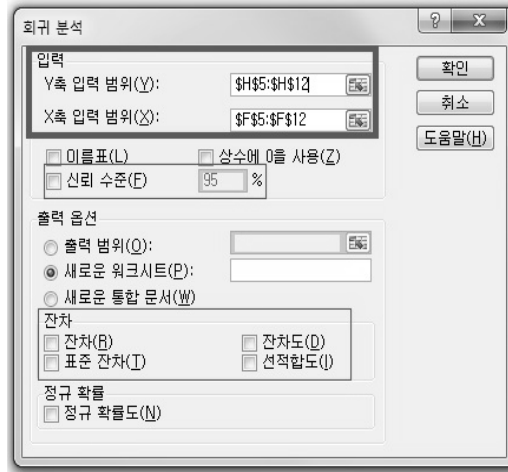 회귀 분석
? X
입력
Y축 입력 범위(Y): $H$5:$H$12
X축 입력 범위(X): $F$5:$F$12
확인
취소
도움말(H)
이름표(L) 상수에 0을 사용(Z)
신뢰 수준(F) 95 %
출력 옵션
출력 범위(O):
새로운 워크시트(P):
새로운 통합 문서(W)
잔차
잔차(R) 잔차도(D)
표준 잔차(T) 선적합도(I)
정규 확률
정규 확률도(N)